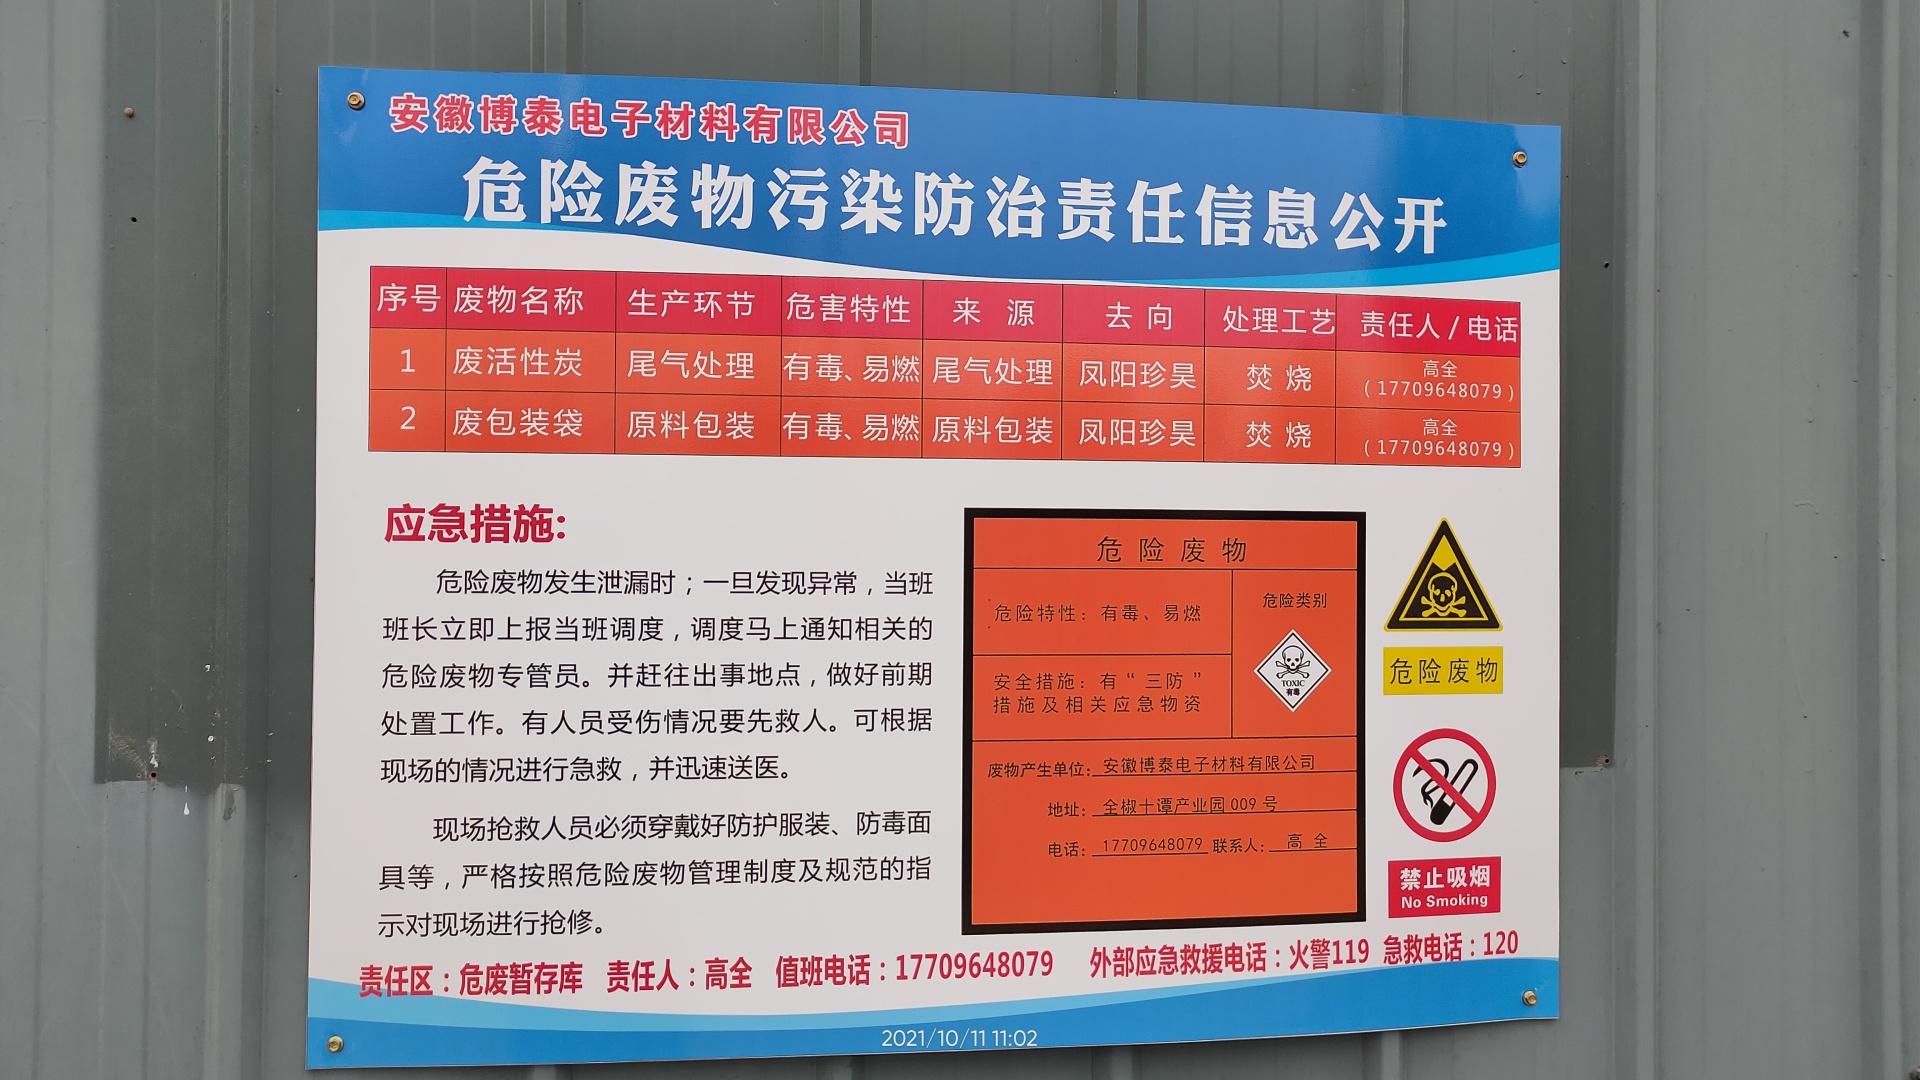 安徽博泰电子材料有限公司
危险废物污染防治责任信息公开
序号 废物名称 生产环节 危害特性 来 源 去 向 处理工艺 责任人/电话
1 废活性炭 尾气处理 有毒、易燃 尾气处理 凤阳珍昊 焚 烧 高全 (17709648079)
2 废包装袋 原料包装 有毒、易燃 原料包装 凤阳珍昊 焚 烧 高全 (17709648079)
应急措施:
危险废物发生泄漏时；一旦发现异常，当班
班长立即上报当班调度，调度马上通知相关的
危险废物专管员。并赶往出事地点，做好前期
处置工作。有人员受伤情况要先救人。可根据
现场的情况进行急救，并迅速送医。
现场抢救人员必须穿戴好防护服装、防毒面
具等，严格按照危险废物管理制度及规范的指
示对现场进行抢修。
危险废物
危险特性：有毒、易燃
危险类别
TOXIC
有毒
安全措施：有“三防”
措施及相关应急物资
废物产生单位：安徽博泰电子材料有限公司
地址：全椒十谭产业园009号
电话：17709648079 联系人：高 全
危险废物
禁止吸烟
No Smoking
责任区：危废暂存库 责任人：高全 值班电话：17709648079 外部应急救援电话：火警119 急救电话：120
2021/10/11 11:02